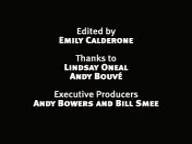 Edited by
EMILY CALDERONE
Thanks to
LINDSAY ONEAL
ANDY BOUVÉ
Executive Producers
ANDY BOWERS AND BILL SMEE